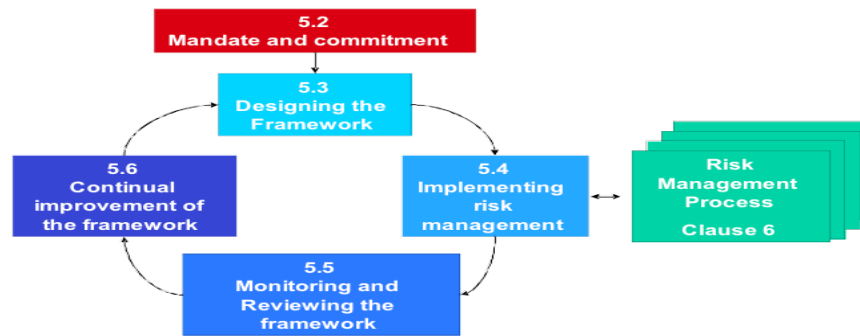 5.2
Mandate and commitment
5.3
Designing the
Framework
5.6
Continual
improvement of
the framework
5.4
Implementing
risk
management
Risk
Management
Process
Clause 6
5.5
Monitoring and
Reviewing the
framework